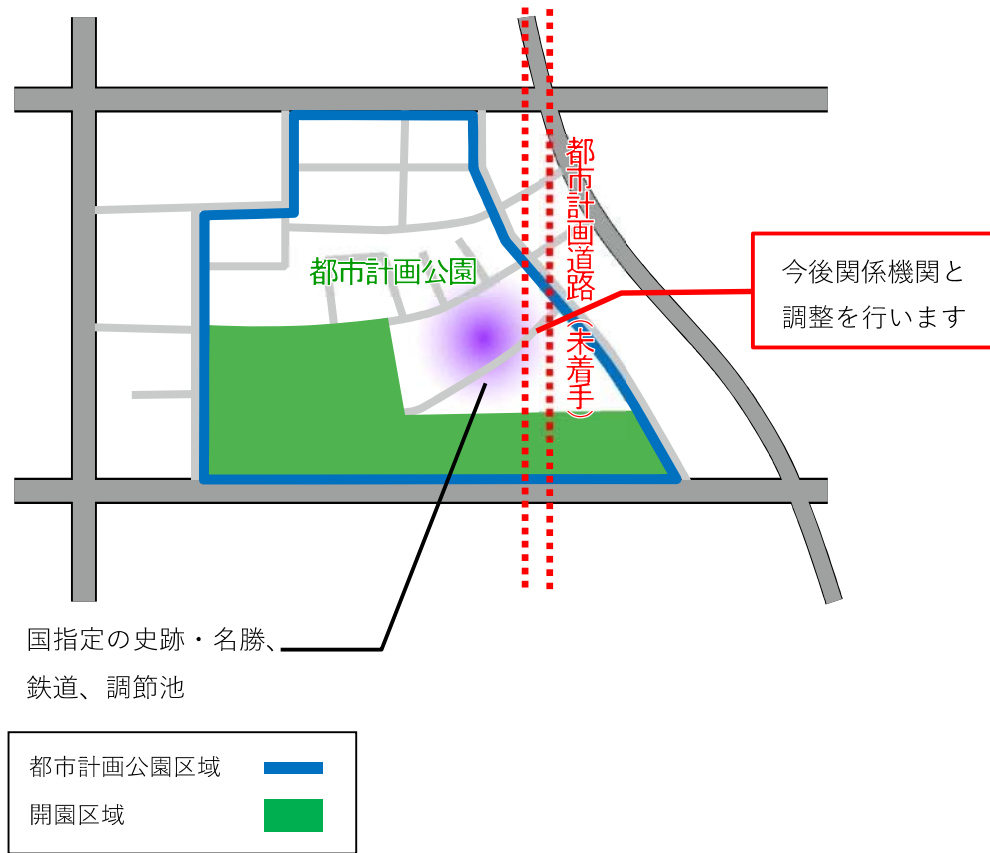 都市計画道路（未着手）
都市計画公園
今後関係機関と
調整を行います
国指定の史跡・名勝、
鉄道、調節池
都市計画公園区域
開園区域